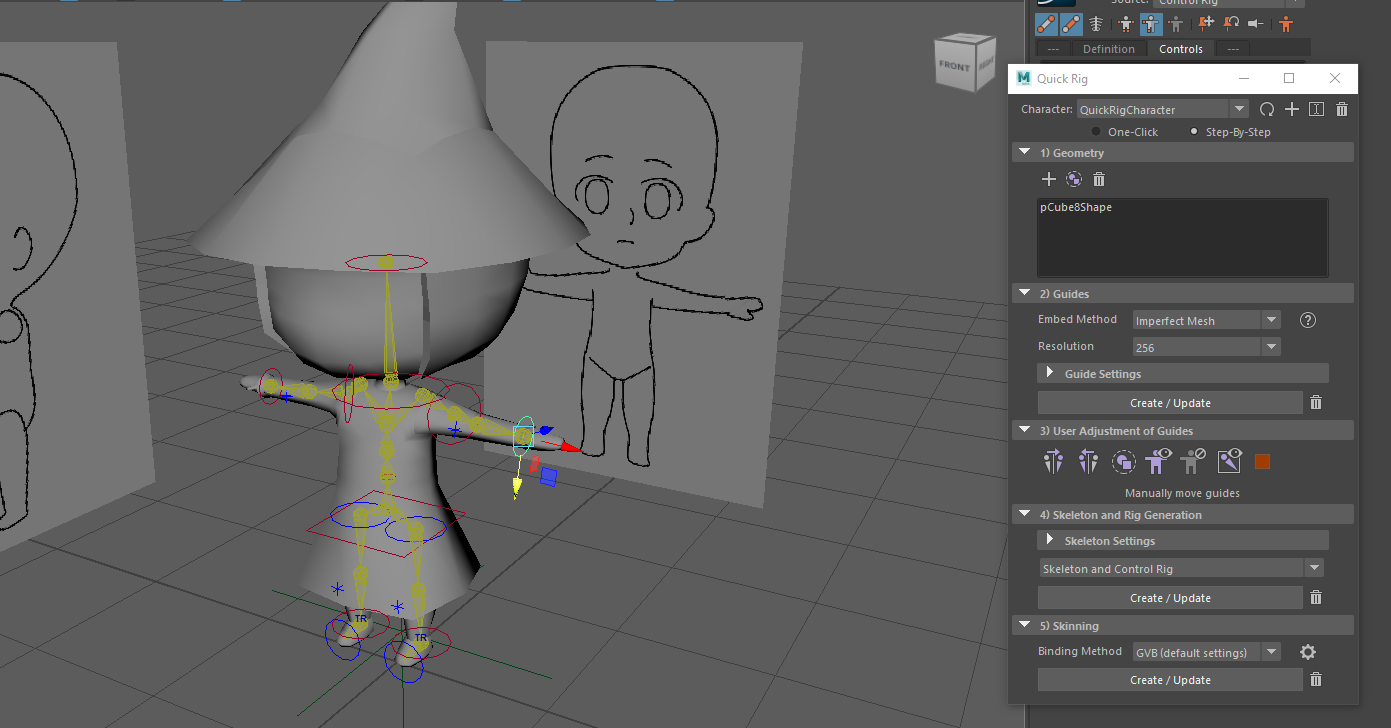 Source: Control Rig
--- Definition Controls ---
FRONT RIGHT
M Quick Rig
Character: QuickRigCharacter
One-Click Step-By-Step
1) Geometry
pCube8Shape
2) Guides
Embed Method Imperfect Mesh ?
Resolution 256
Guide Settings
Create / Update
3) User Adjustment of Guides
Manually move guides
4) Skeleton and Rig Generation
Skeleton Settings
Skeleton and Control Rig
Create / Update
5) Skinning
Binding Method GVB (default settings)
Create / Update
TR
TR